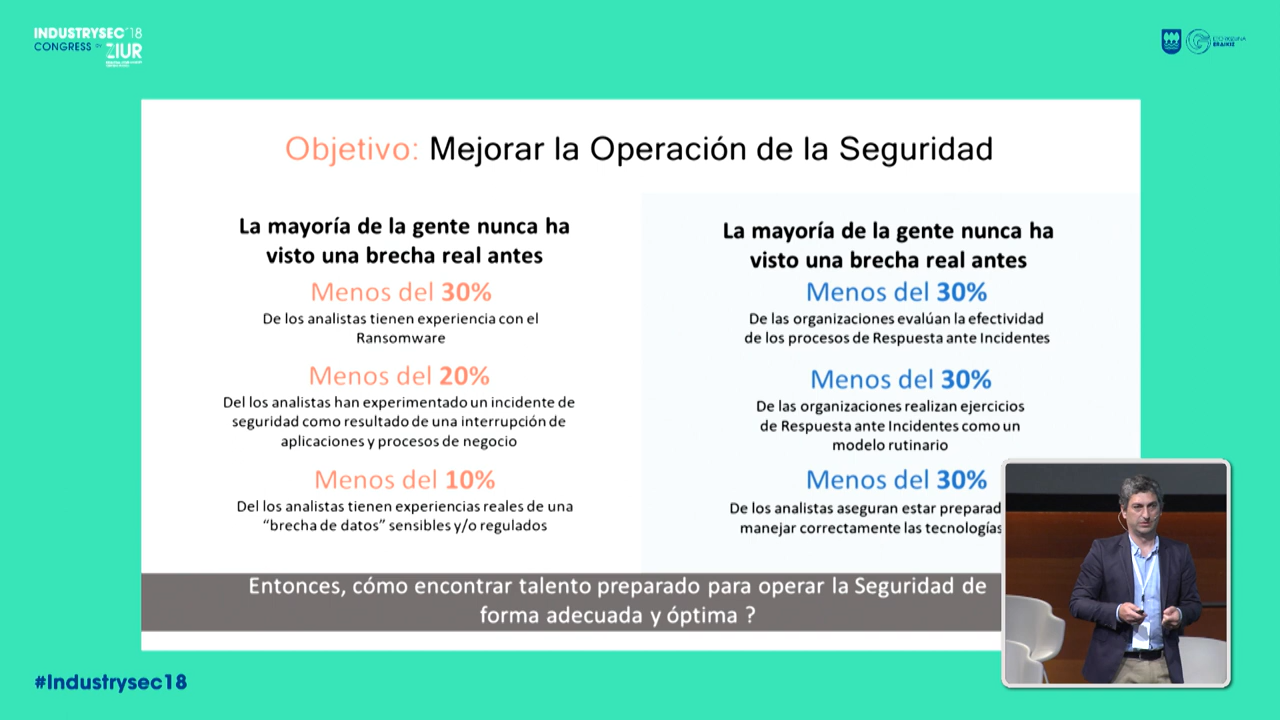 INDUSTRYSEC´18
CONGRESS BY ZIUR
Objetivo: Mejorar la Operación de la Seguridad
La mayoría de la gente nunca ha
visto una brecha real antes
Menos del 30%
De los analistas tienen experiencia con el
Ransomware
Menos del 20%
Del los analistas han experimentado un incidente de
seguridad como resultado de una interrupción de
aplicaciones y procesos de negocio
Menos del 10%
Del los analistas tienen experiencias reales de una
“brecha de datos” sensibles y/o regulados
La mayoría de la gente nunca ha
visto una brecha real antes
Menos del 30%
De las organizaciones evalúan la efectividad
de los procesos de Respuesta ante Incidentes
Menos del 30%
De las organizaciones realizan ejercicios
de Respuesta ante Incidentes como un
modelo rutinario
Menos del 30%
De los analistas aseguran estar preparad
manejar correctamente las tecnologías
Entonces, cómo encontrar talento preparado para operar la Seguridad de
forma adecuada y óptima ?
#Industrysec18